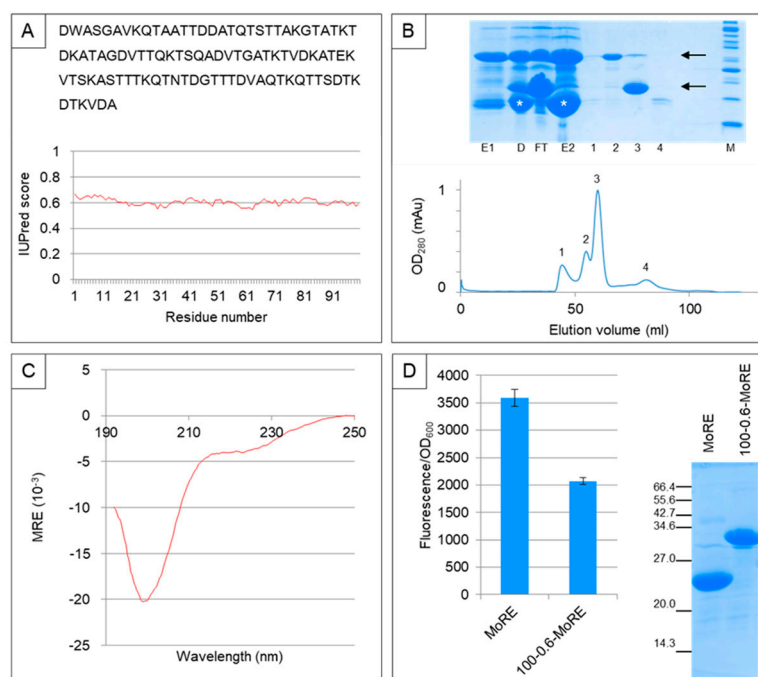 A
DWASGAVKQTAATTDDATQTSTTAKGTATKT
DKATAGDVTTQKTSQADVTGATKTVDKATEK
VTSKASTTTKQTNTDGTTTDVAQTKQTTSDTK
DTKVDA
IUPred score
1
0.8
0.6
0.4
0.2
0
1 11 21 31 41 51 61 71 81 91
Residue number
B
* *
E1 D FT E2 1 2 3 4 M
OD280 (mAu)
1
0
1 2 3 4
0 50 100
Elution volume (ml)
C
MRE (10-3)
5
0
-5
-10
-15
-20
-25
190 210 230 250
Wavelength (nm)
D
Fluorescence/OD600
4000
3500
3000
2500
2000
1500
1000
500
0
MoRE 100-0.6-MoRE
MoRE 100-0.6-MoRE
66.4
55.6
42.7
34.6
27.0
20.0
14.3